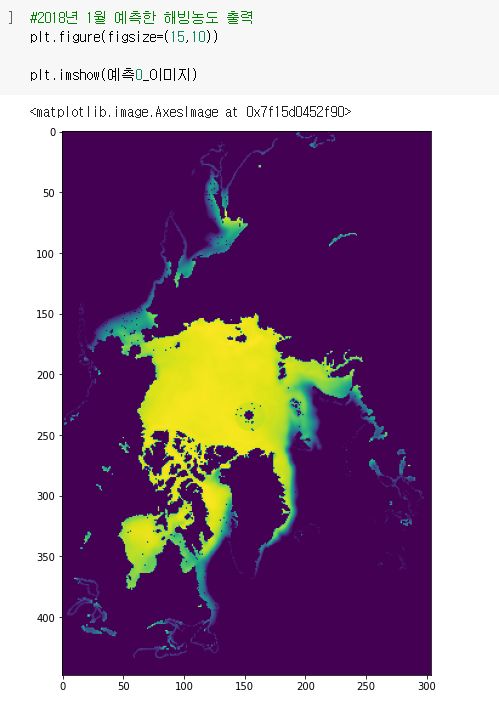 ]
#2018년 1월 예측한 해빙농도 출력
plt.figure(figsize=(15,10))
plt.imshow(예측0_이미지)
<matplotlib.image.AxesImage at 0x7f15d0452f90>
0
50
100
150
200
250
300
350
400
0 50 100 150 200 250 300